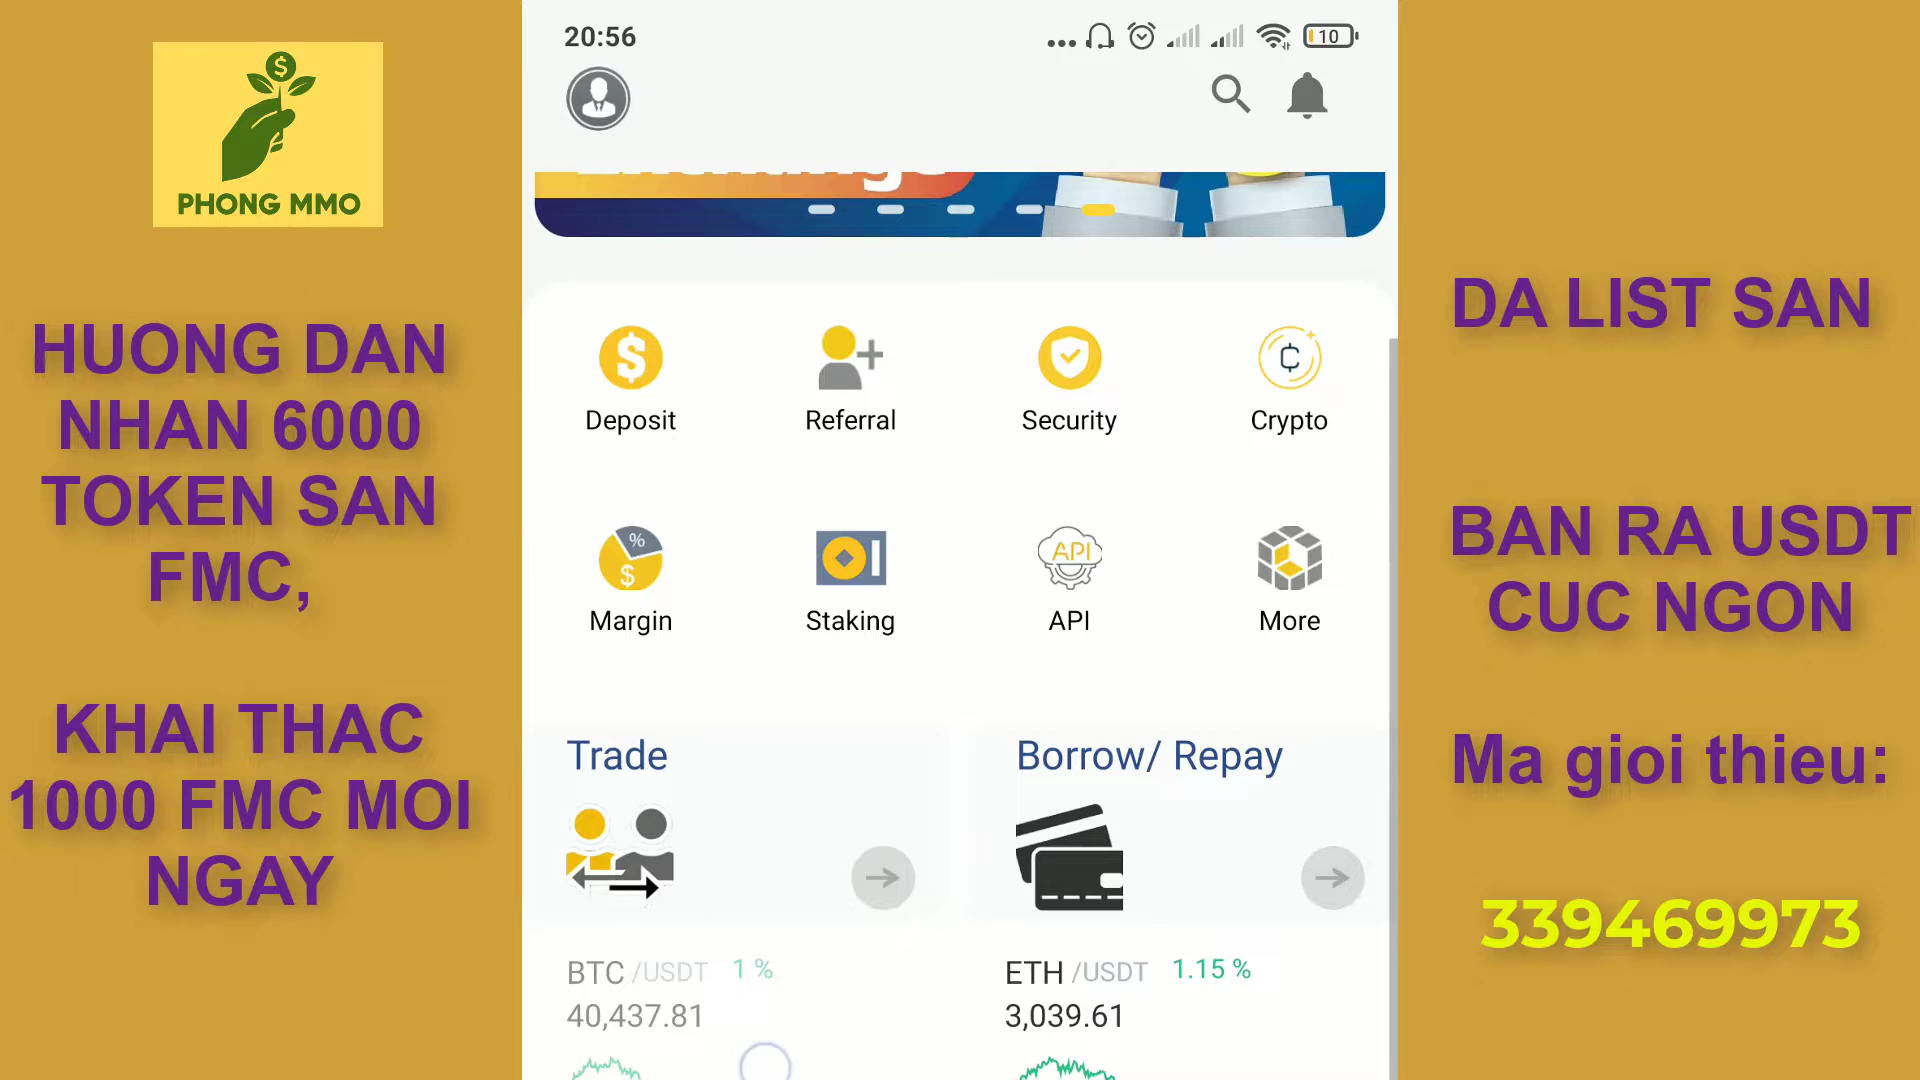 PHONG MMO
HUONG DAN
NHAN 6000
TOKEN SAN
FMC,
KHAI THAC
1000 FMC MOI
NGAY
20:56
10
Deposit
Referral
Security
Crypto
%
$
API
Margin
Staking
API
More
Trade
Borrow/ Repay
BTC /USDT 1 %
40,437.81
ETH /USDT 1.15 %
3,039.61
DA LIST SAN
BAN RA USDT
CUC NGON
Ma gioi thieu:
339469973